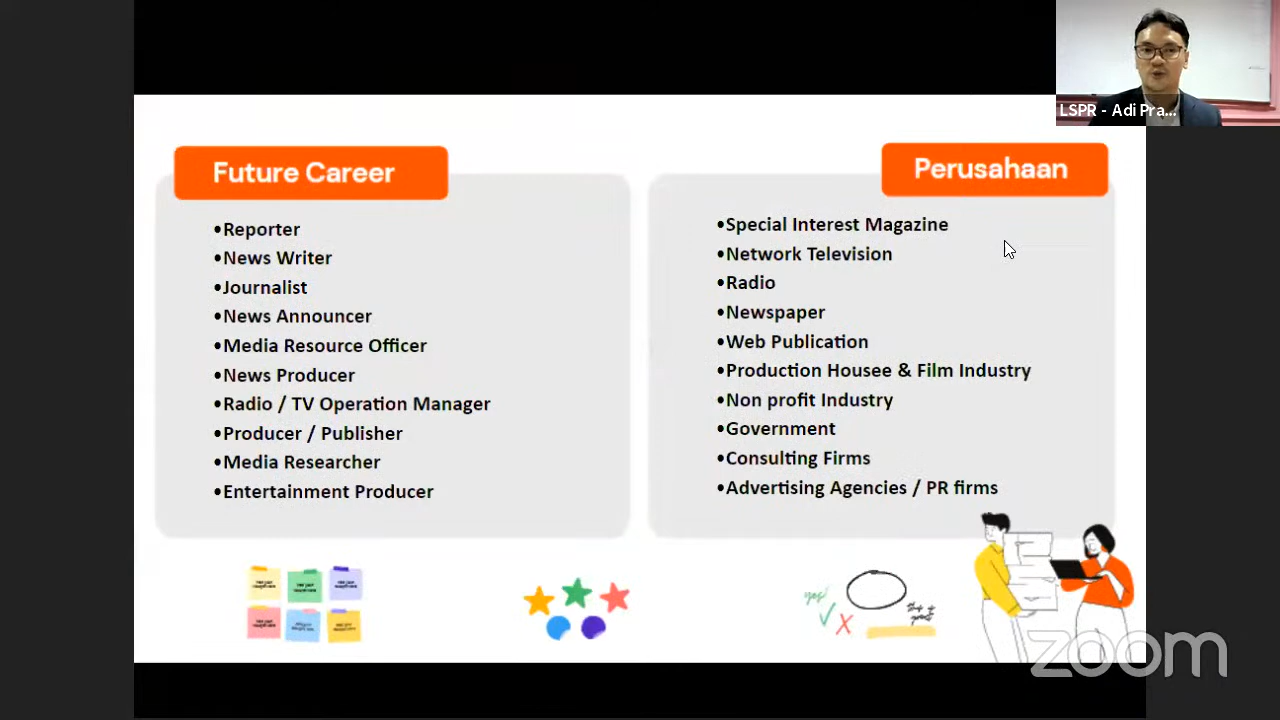 LSPR - Adi Pra...
Future Career
•Reporter
•News Writer
•Journalist
•News Announcer
•Media Resource Officer
•News Producer
•Radio / TV Operation Manager
•Producer / Publisher
•Media Researcher
•Entertainment Producer
Perusahaan
•Special Interest Magazine
•Network Television
•Radio
•Newspaper
•Web Publication
•Production Housee & Film Industry
•Non profit Industry
•Government
•Consulting Firms
•Advertising Agencies / PR firms
yes!
zoom